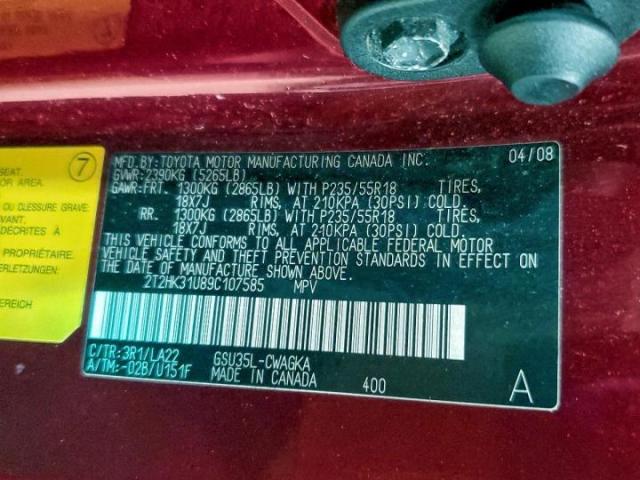 7
SEAT.
OR AREA.
OU CLESSURE GRAVE:
AVANT.
DÉCRITES À
PROPRIÉTAIRE.
BEREICH
MFD.BY:TOYOTA MOTOR MANUFACTURING CANADA INC. 04/08
GVWR:2390KG (5265LB)
GAWR:FRT. 1300KG (2865LB) WITH P235/55R18 TIRES,
18X7J RIMS, AT 210KPA (30PSI) COLD.
RR. 1300KG (2865LB) WITH P235/55R18 TIRES,
18X7J RIMS, AT 210KPA (30PSI) COLD.
THIS VEHICLE CONFORMS TO ALL APPLICABLE FEDERAL MOTOR
VEHICLE SAFETY AND THEFT PREVENTION STANDARDS IN EFFECT ON
THE DATE OF MANUFACTURE SHOWN ABOVE.
2T2HK31U89C107585 MPV
C/TR:3R1/LA22 GSU35L-CWAGKA
A/TM:-02B/U151F MADE IN CANADA 400 A